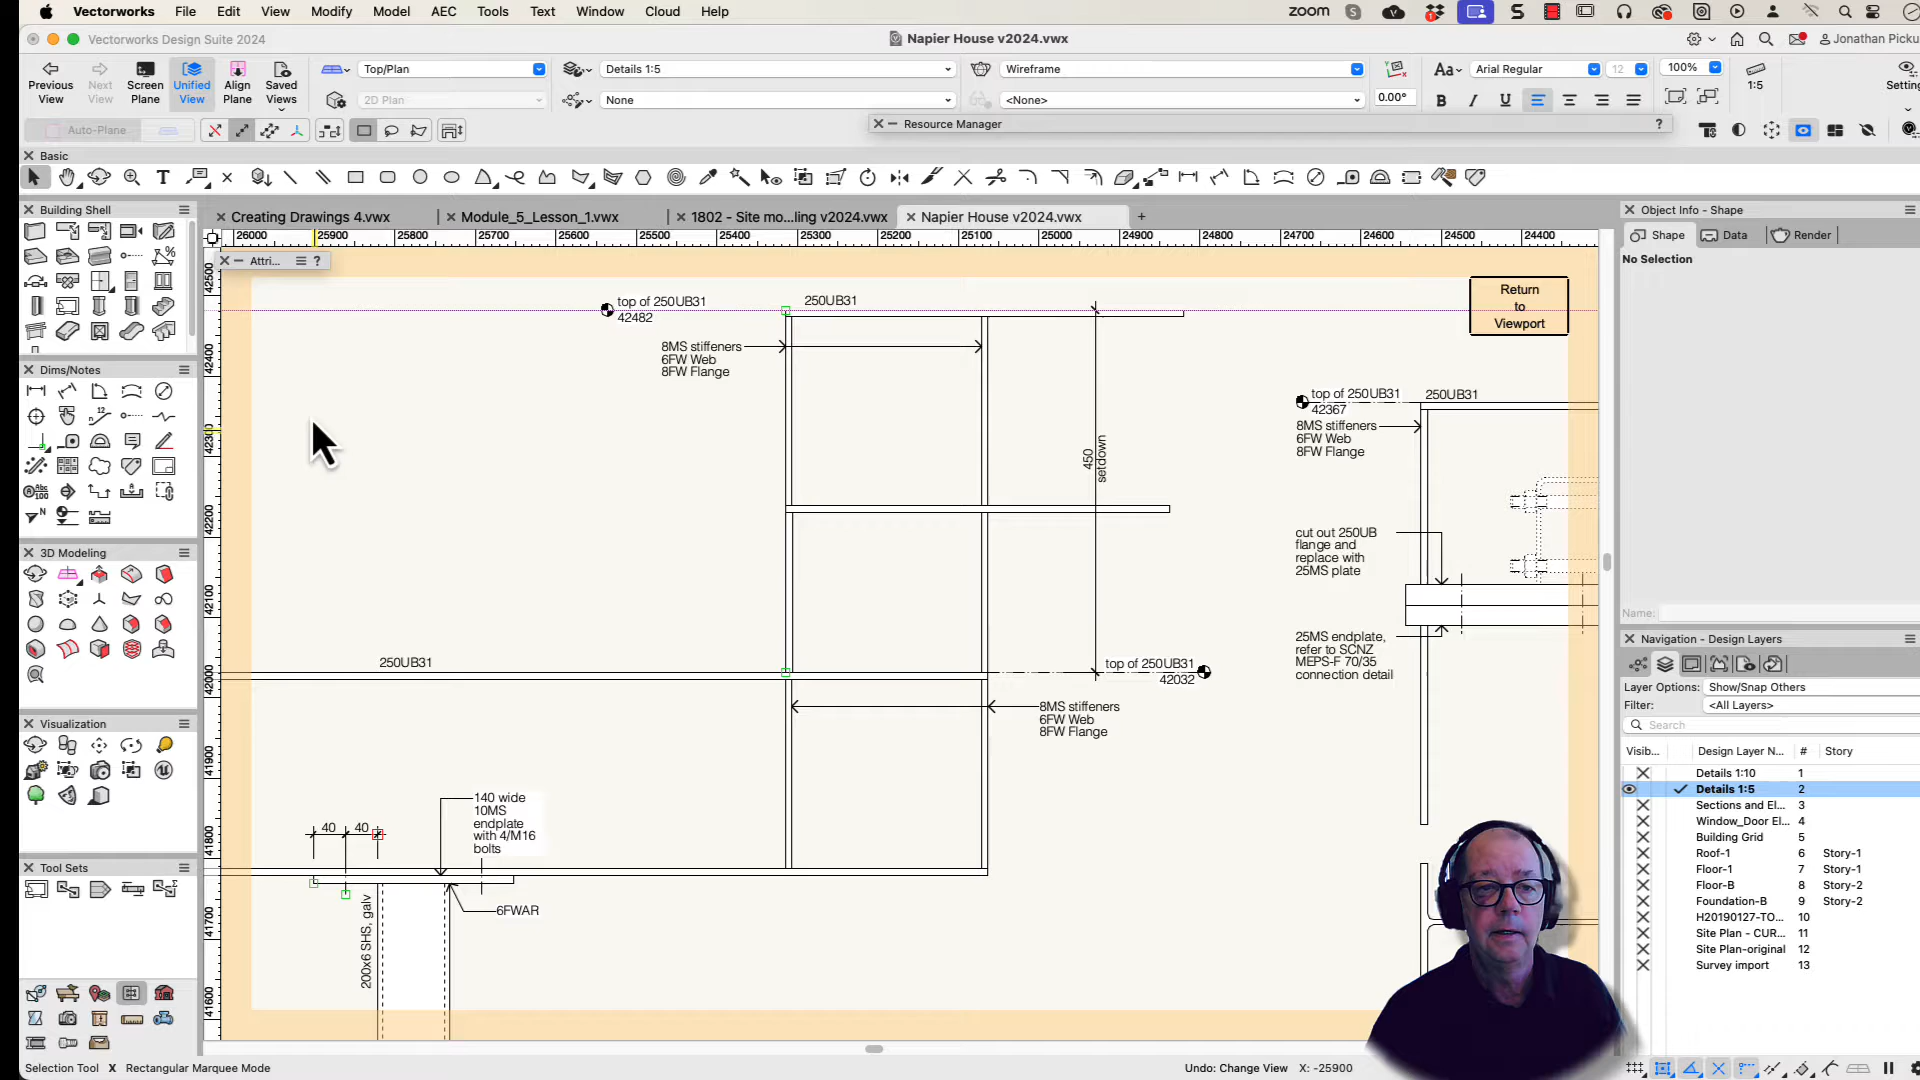 Vectorworks File Edit View Modify Model AEC Tools Text Window Cloud Help
zoom
Vectorworks Design Suite 2024
Napier House v2024.vwx
Jonathan Picku
Previous View
Next View
Screen Plane
Unified View
Align Plane
Saved Views
Top/Plan
2D Plan
Details 1:5
None
Wireframe
<None>
0.00°
Aa
Arial Regular
12
B I U
100%
1:5
Setting
Auto-Plane
Resource Manager
?
Basic
Building Shell
Creating Drawings 4.vwx
Module_5_Lesson_1.vwx
1802 - Site mo...ling v2024.vwx
Napier House v2024.vwx
26000 25900 25800 25700 25600 25500 25400 25300 25200 25100 25000 24900 24800 24700 24600 24500 24400
Attri...
?
42500
42400
42300
42200
42100
42000
41900
41800
41700
41600
Dims/Notes
3D Modeling
Visualization
Tool Sets
top of 250UB31
42482
250UB31
8MS stiffeners
6FW Web
8FW Flange
450
setdown
Return
to
Viewport
top of 250UB31
42367
250UB31
8MS stiffeners
6FW Web
8FW Flange
cut out 250UB
flange and
replace with
25MS plate
25MS endplate,
refer to SCNZ
MEPS-F 70/35
connection detail
250UB31
top of 250UB31
42032
8MS stiffeners
6FW Web
8FW Flange
140 wide
10MS
endplate
with 4/M16
bolts
40 40
6FWAR
200x6 SHS, galv
Object Info - Shape
Shape Data Render
No Selection
Name:
Navigation - Design Layers
Layer Options: Show/Snap Others
Filter: <All Layers>
Search
Visib... Design Layer N... # Story
Details 1:10 1
Details 1:5 2
Sections and El... 3
Window_Door El... 4
Building Grid 5
Roof-1 6 Story-1
Floor-1 7 Story-1
Floor-B 8 Story-2
Foundation-B 9 Story-2
H20190127-TO... 10
Site Plan - CUR... 11
Site Plan-original 12
Survey import 13
Selection Tool X Rectangular Marquee Mode
Undo: Change View X: -25900